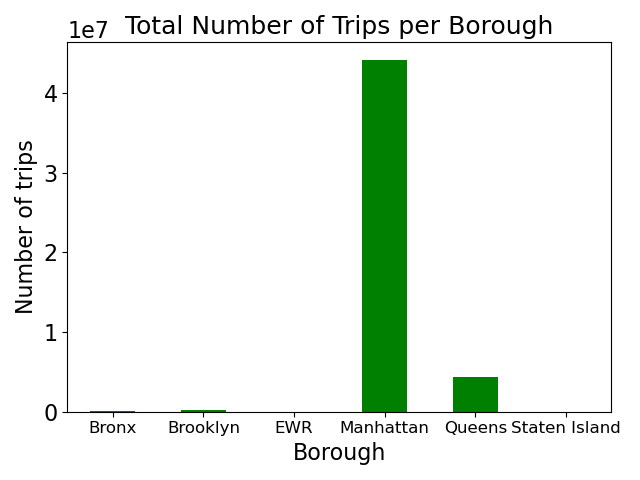 Total Number of Trips per Borough
1e7
4
3
2
1
0
Number of trips
Bronx Brooklyn EWR Manhattan Queens Staten Island
Borough